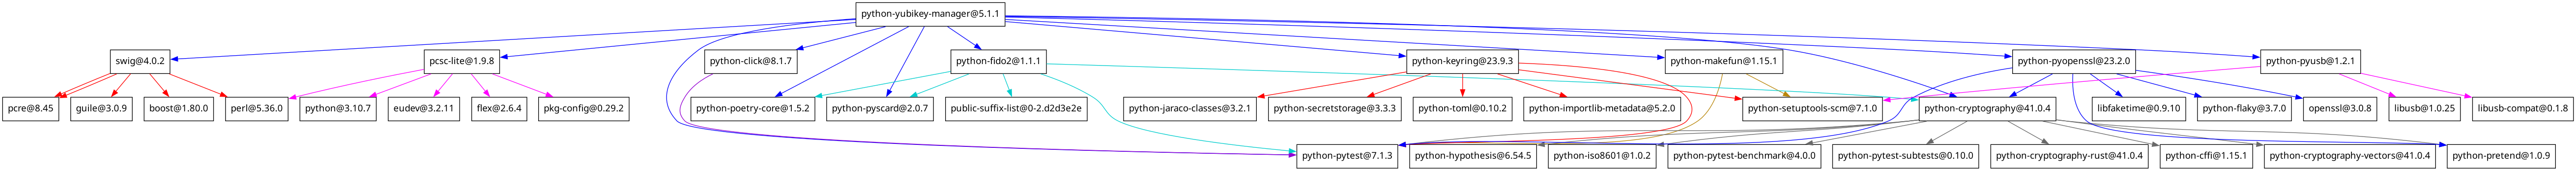 python-yubikey-manager@5.1.1
swig@4.0.2
pcsc-lite@1.9.8
python-click@8.1.7
python-fido2@1.1.1
python-keyring@23.9.3
python-makefun@1.15.1
python-pyopenssl@23.2.0
python-pyusb@1.2.1
pcre@8.45
guile@3.0.9
boost@1.80.0
perl@5.36.0
python@3.10.7
eudev@3.2.11
flex@2.6.4
pkg-config@0.29.2
python-poetry-core@1.5.2
python-pyscard@2.0.7
public-suffix-list@0-2.d2d3e2e
python-jaraco-classes@3.2.1
python-secretstorage@3.3.3
python-toml@0.10.2
python-importlib-metadata@5.2.0
python-setuptools-scm@7.1.0
python-cryptography@41.0.4
libfaketime@0.9.10
python-flaky@3.7.0
openssl@3.0.8
libusb@1.0.25
libusb-compat@0.1.8
python-pytest@7.1.3
python-hypothesis@6.54.5
python-iso8601@1.0.2
python-pytest-benchmark@4.0.0
python-pytest-subtests@0.10.0
python-cryptography-rust@41.0.4
python-cffi@1.15.1
python-cryptography-vectors@41.0.4
python-pretend@1.0.9